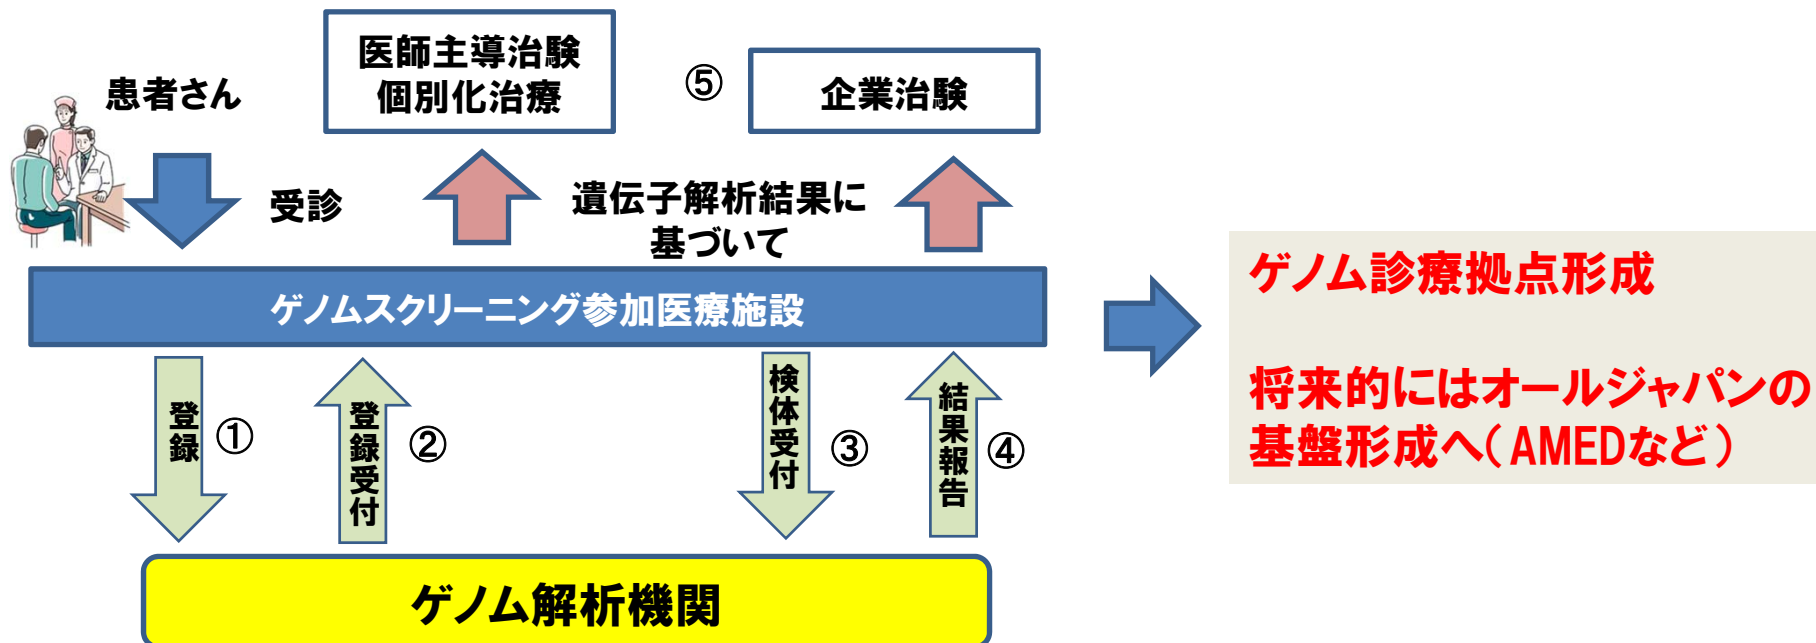 医師主導治験
個別化治療
⑤
企業治験
患者さん
受診
遺伝子解析結果に
基づいて
ゲノムスクリーニング参加医療施設
登録
①
登録受付
②
検体受付
③
結果報告
④
ゲノム解析機関
ゲノム診療拠点形成
将来的にはオールジャパンの
基盤形成へ(AMEDなど)